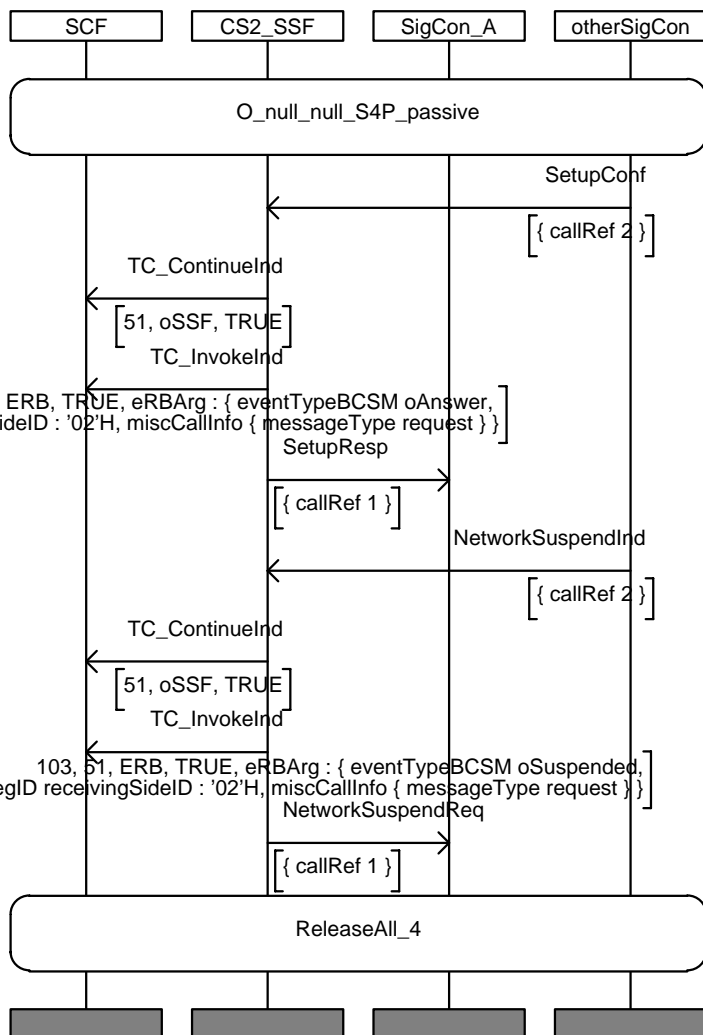 SCF CS2_SSF SigCon_A otherSigCon
O_null_null_S4P_passive
SetupConf
{ callRef 2 }
TC_ContinueInd
51, oSSF, TRUE
TC_InvokeInd
ERB, TRUE, eRBArg : { eventTypeBCSM oAnswer,
ideID : '02'H, miscCallInfo { messageType request } }
SetupResp
{ callRef 1 }
NetworkSuspendInd
{ callRef 2 }
TC_ContinueInd
51, oSSF, TRUE
TC_InvokeInd
103, 51, ERB, TRUE, eRBArg : { eventTypeBCSM oSuspended,
egID receivingSideID : '02'H, miscCallInfo { messageType request } }
NetworkSuspendReq
{ callRef 1 }
ReleaseAll_4